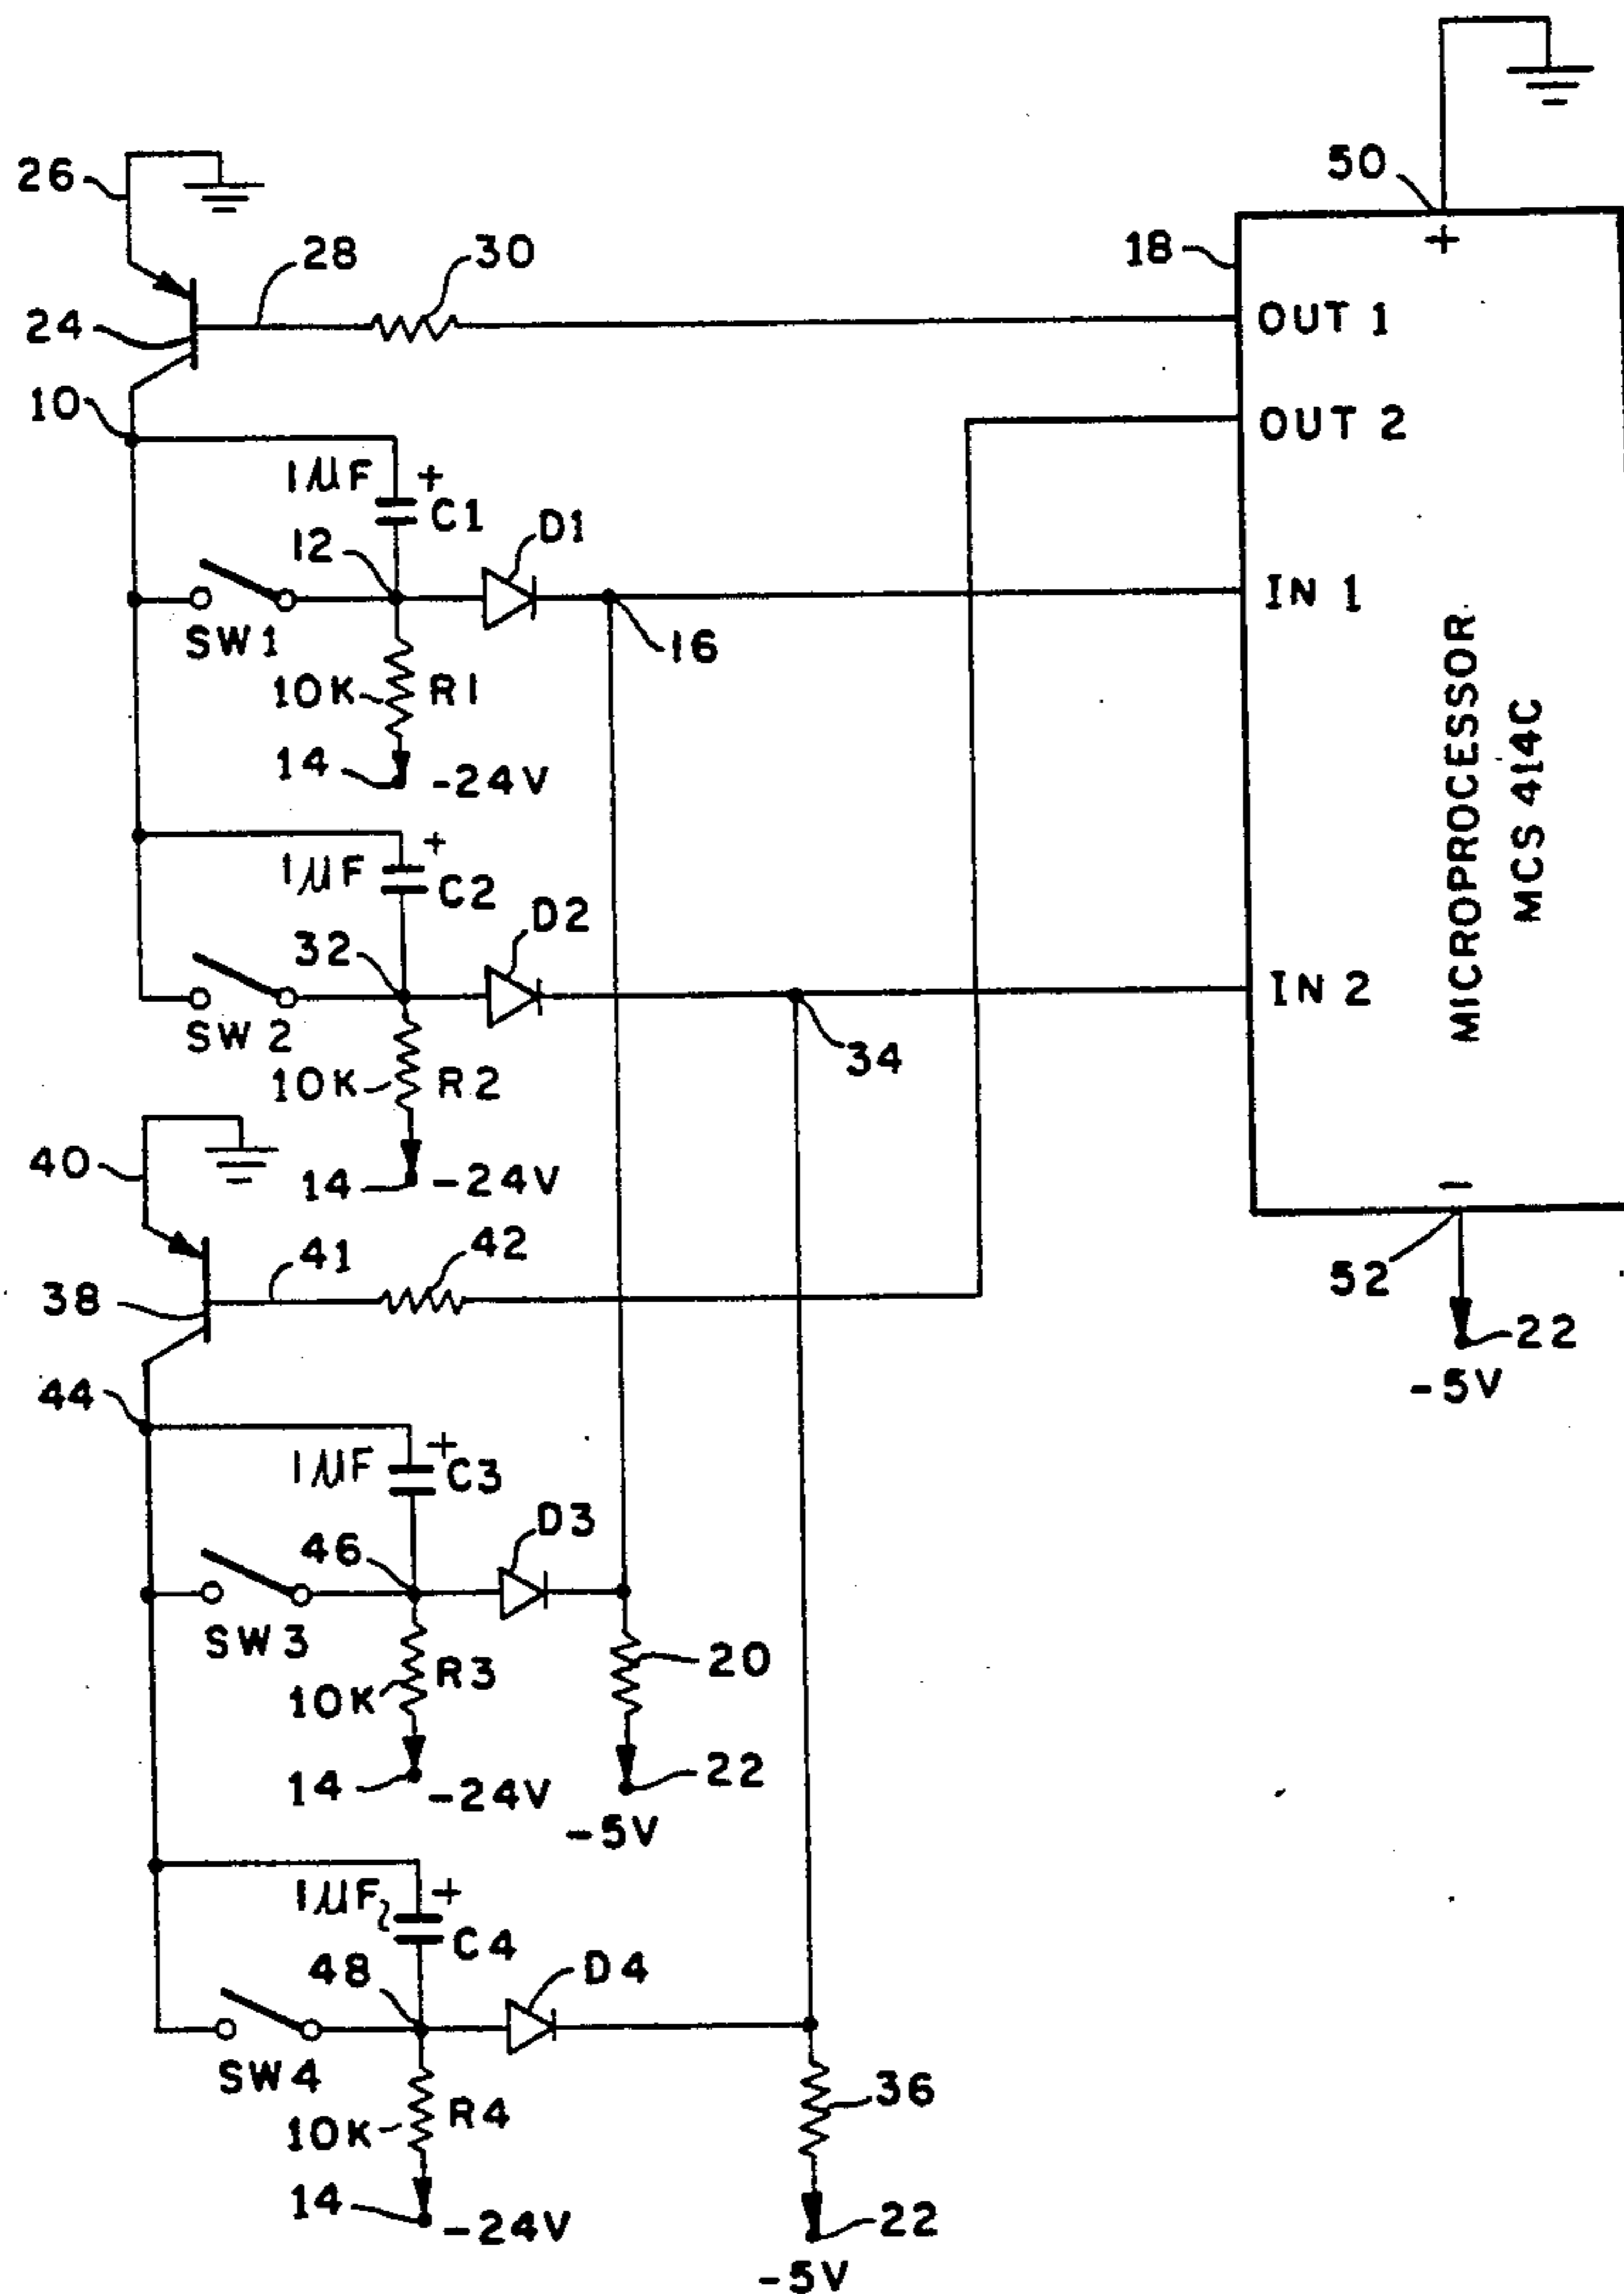 50
26
+
18
28
30
24
OUT 1
10
OUT 2
1µF +
C1
D1
12
IN 1
SW1
16
10K R1
14 -24V
MICROPROCESSOR
MCS 414C
1µF +
C2
D2
32
IN 2
SW2
34
10K R2
40
14 -24V
-
41
42
52
38
22
-5V
44
1µF +
C3
D3
46
SW3
20
10K R3
14 -24V
22
-5V
1µF +
C4
48
D4
SW4
36
10K R4
14 -24V
22
-5V